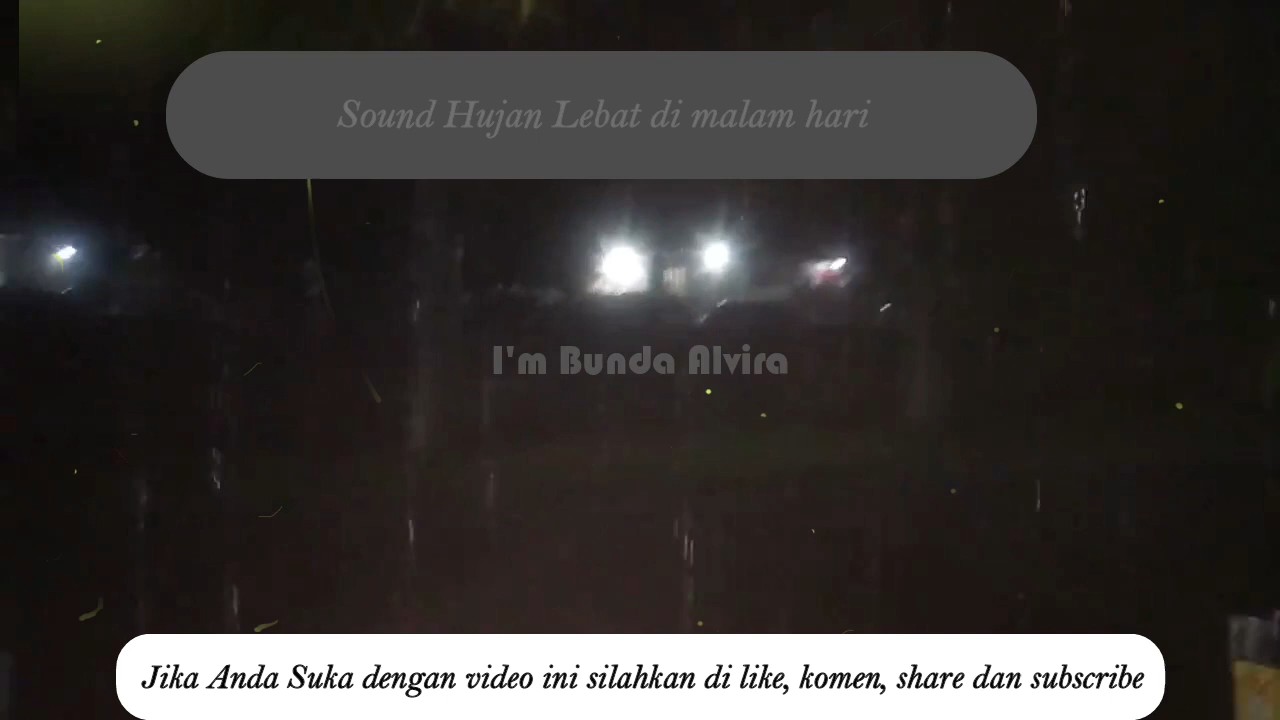 Sound Hujan Lebat di malam hari
I'm Bunda Alvira
Jika Anda Suka dengan video ini silahkan di like, komen, share dan subscribe